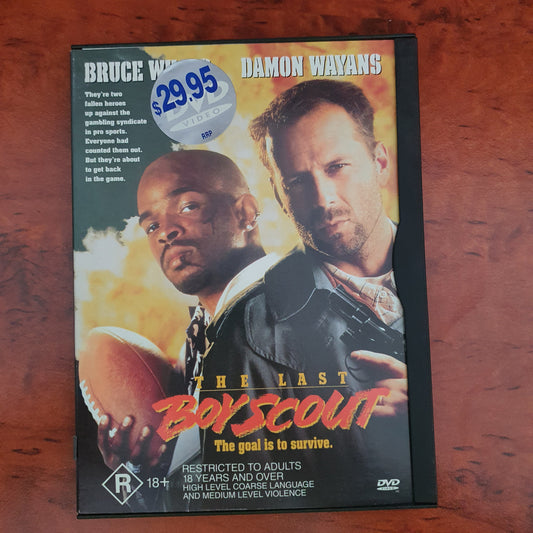 BRUCE
DAMON WAYANS
$29.95
DVD
VIDEO
RRP
They're two
fallen heroes
up against the
gambling syndicate
in pro sports.
Everyone had
counted them out.
But they're about
to get back
in the game.
THE LAST
BOY SCOUT
The goal is to survive.
R 18+
RESTRICTED TO ADULTS
18 YEARS AND OVER
HIGH LEVEL COARSE LANGUAGE
AND MEDIUM LEVEL VIOLENCE
DVD
VIDEO